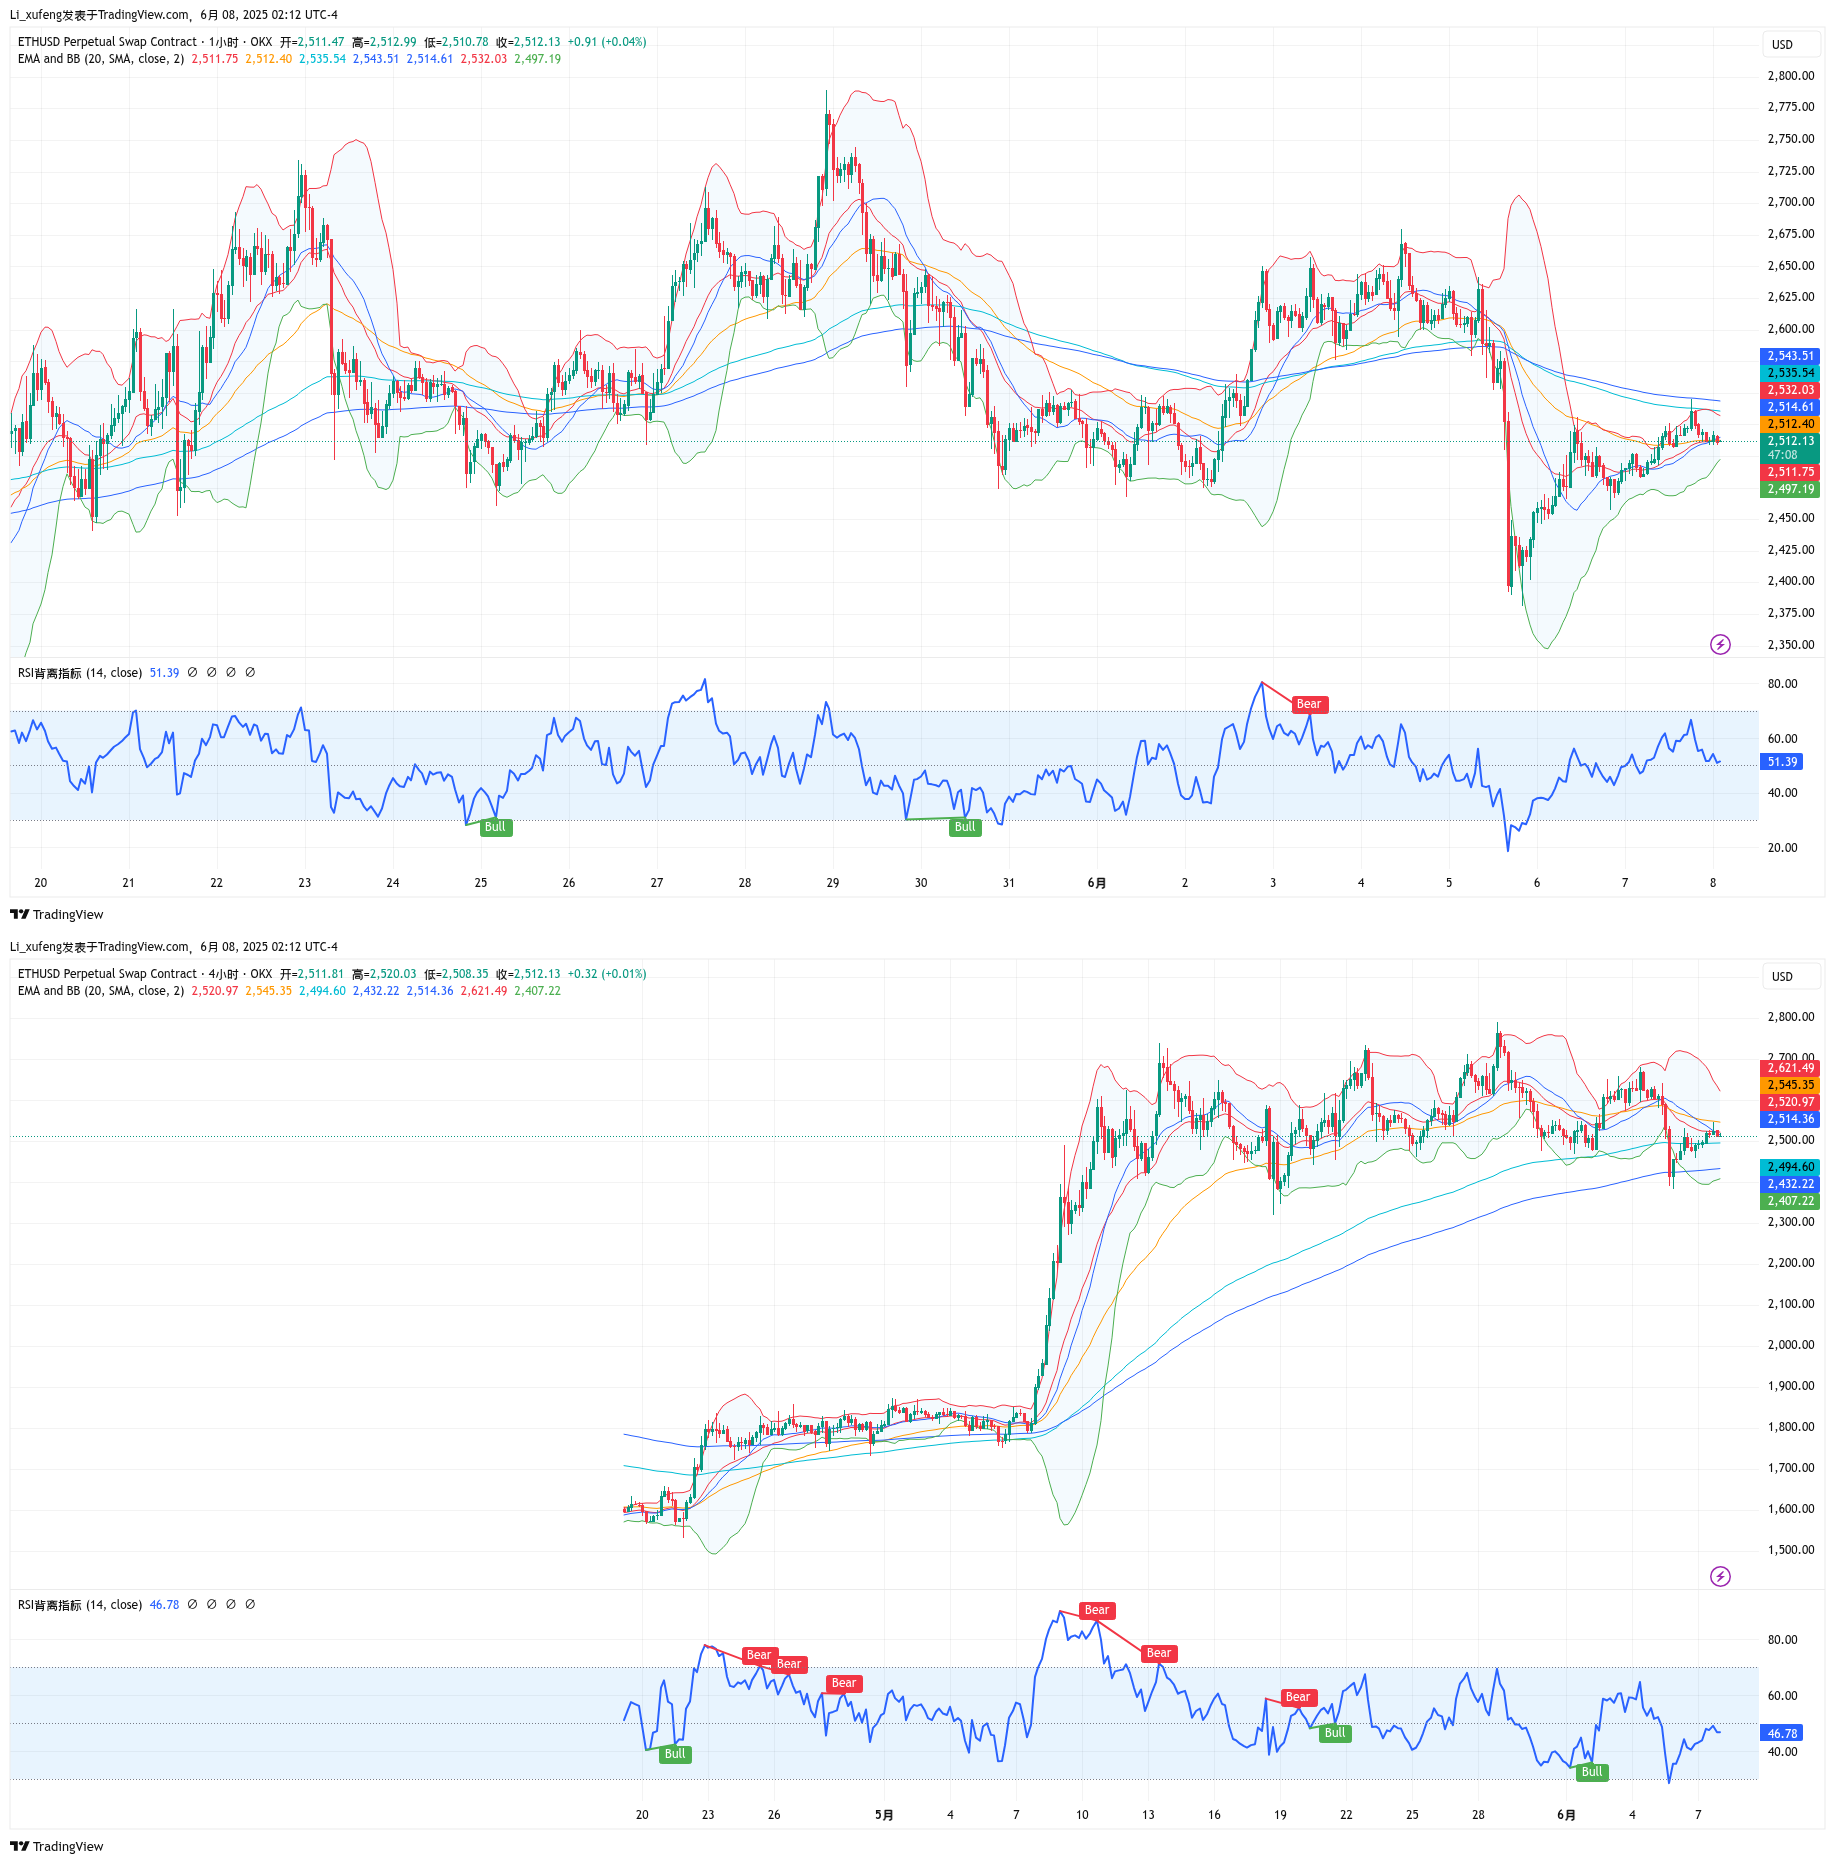 Li_xufeng发表于TradingView.com, 6月 08, 2025 02:12 UTC-4
ETHUSD Perpetual Swap Contract · 1小时 · OKX 开=2,511.47 高=2,512.99 低=2,510.78 收=2,512.13 +0.91 (+0.04%)
EMA and BB (20, SMA, close, 2) 2,511.75 2,512.40 2,535.54 2,543.51 2,514.61 2,532.03 2,497.19
USD
2,800.00
2,775.00
2,750.00
2,725.00
2,700.00
2,675.00
2,650.00
2,625.00
2,600.00
2,543.51
2,535.54
2,532.03
2,514.61
2,512.40
2,512.13
47:08
2,511.75
2,497.19
2,450.00
2,425.00
2,400.00
2,375.00
2,350.00
RSI背离指标 (14, close) 51.39 ∅ ∅ ∅ ∅
Bear
Bull
Bull
80.00
60.00
51.39
40.00
20.00
20 21 22 23 24 25 26 27 28 29 30 31 6月 2 3 4 5 6 7 8
TradingView
Li_xufeng发表于TradingView.com, 6月 08, 2025 02:12 UTC-4
ETHUSD Perpetual Swap Contract · 4小时 · OKX 开=2,511.81 高=2,520.03 低=2,508.35 收=2,512.13 +0.32 (+0.01%)
EMA and BB (20, SMA, close, 2) 2,520.97 2,545.35 2,494.60 2,432.22 2,514.36 2,621.49 2,407.22
USD
2,800.00
2,700.00
2,621.49
2,545.35
2,520.97
2,514.36
2,500.00
2,494.60
2,432.22
2,407.22
2,300.00
2,200.00
2,100.00
2,000.00
1,900.00
1,800.00
1,700.00
1,600.00
1,500.00
RSI背离指标 (14, close) 46.78 ∅ ∅ ∅ ∅
Bear
Bear
Bear
Bear
Bear
Bear
Bull
Bull
Bull
80.00
60.00
46.78
40.00
20 23 26 5月 4 7 10 13 16 19 22 25 28 6月 4 7
TradingView